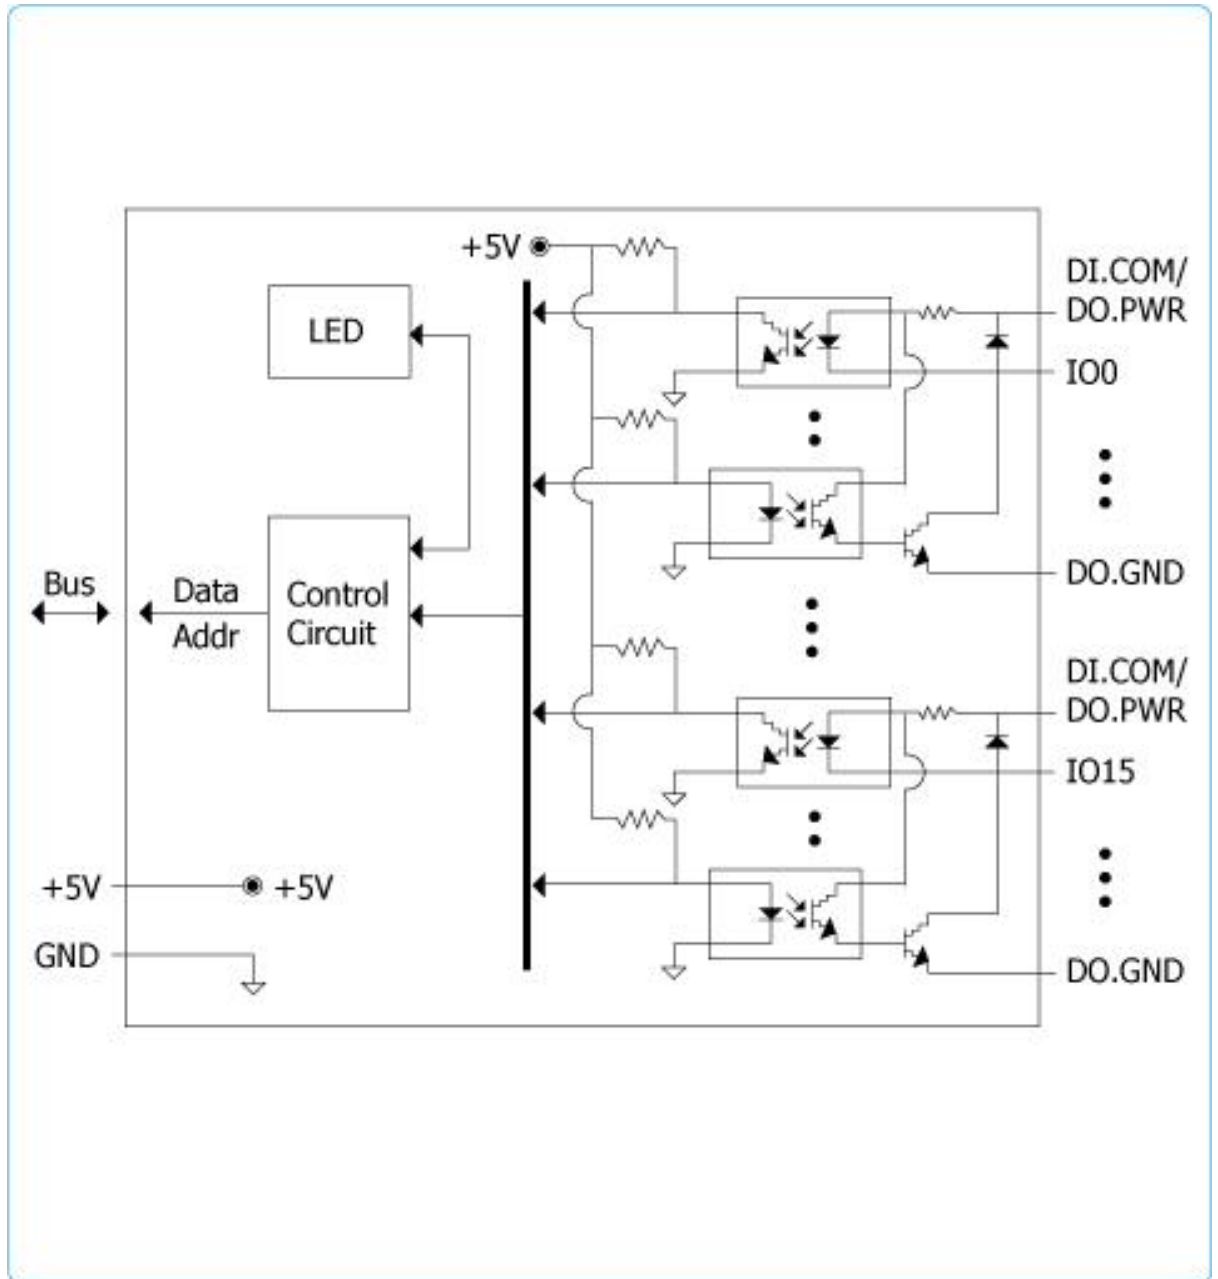 +5V
LED
DI.COM/
DO.PWR
IO0
DO.GND
Bus
Data
Addr
Control
Circuit
DI.COM/
DO.PWR
IO15
+5V
+5V
GND
DO.GND